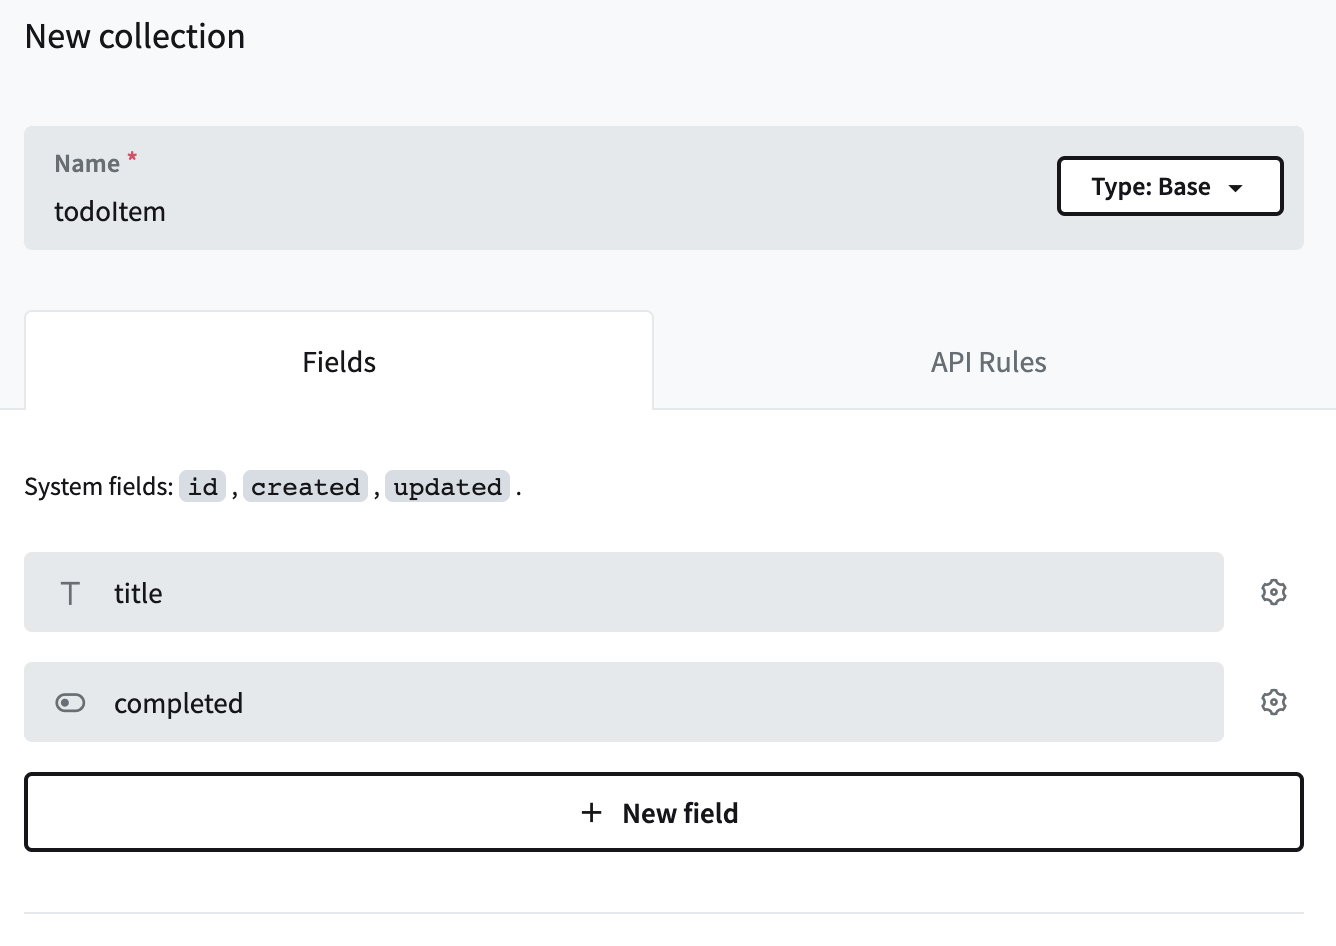 New collection
Name *
todoItem
Type: Base
Fields
API Rules
System fields: id , created , updated .
title
completed
+ New field